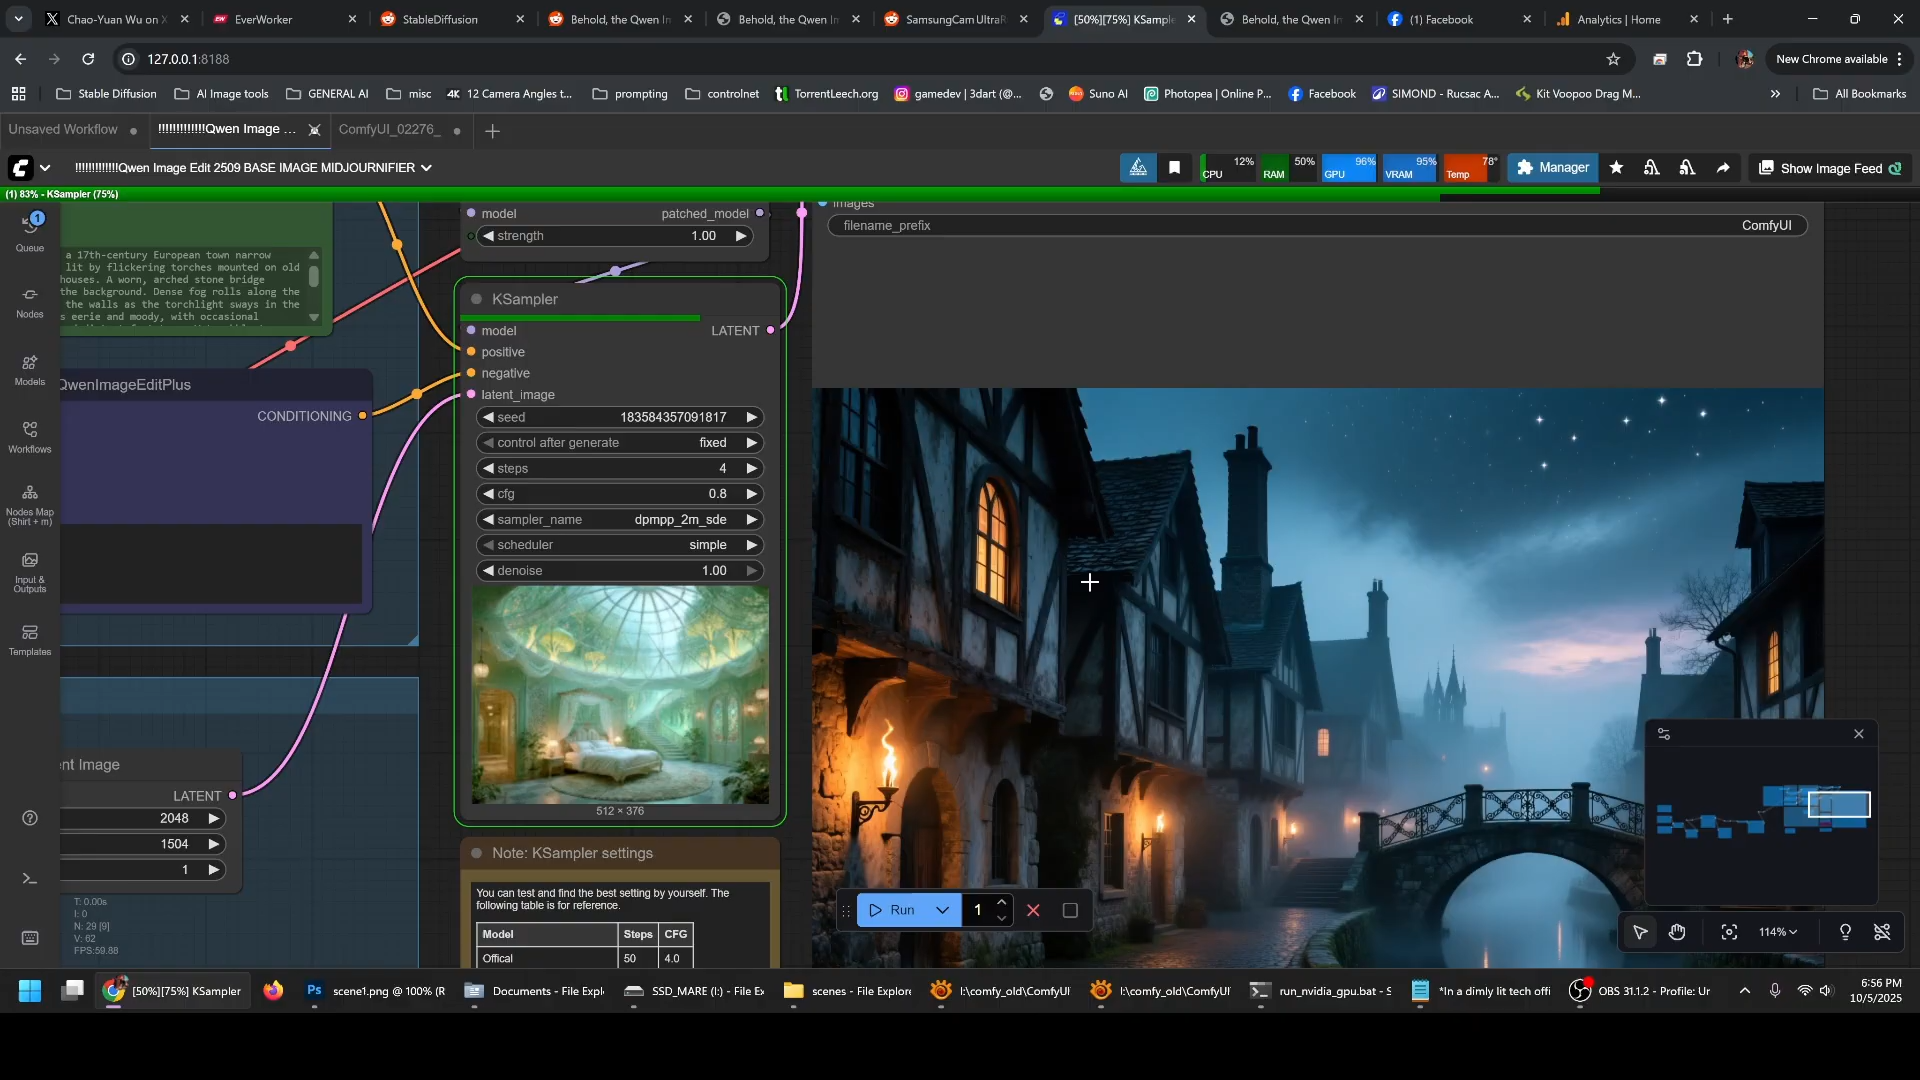 Chao-Yuan Wu on
EverWorker
StableDiffusion
Behold, the Qwen In
Behold, the Qwen In
SamsungCam UltraR
[50%][75%] KSample
Behold, the Qwen In
(1) Facebook
Analytics | Home
127.0.0.1:8188
New Chrome available
Stable Diffusion
AI Image tools
GENERAL AI
misc
4K 12 Camera Angles t...
prompting
controlnet
TorrentLeech.org
gamedev | 3dart (@...
Suno AI
Photopea | Online P...
Facebook
SIMOND - Rucsac A...
Kit Voopoo Drag M...
All Bookmarks
Unsaved Workflow
!!!!!!!!!!!!!Qwen Image ...
ComfyUI_02276_
!!!!!!!!!!!!!Qwen Image Edit 2509 BASE IMAGE MIDJOURNIFIER
CPU 12%
RAM 50%
GPU 96%
VRAM 95%
Temp 78°
Manager
Show Image Feed
(1) 83% - KSampler (75%)
Queue 1
Nodes
Models
Workflows
Nodes Map
(Shirt + m)
Input &
Outputs
Templates
a 17th-century European town narrow
lit by flickering torches mounted on old
houses. A worn, arched stone bridge
the background. Dense fog rolls along the
the walls as the torchlight sways in the
s eerie and moody, with occasional
QwenImageEditPlus
CONDITIONING
nt Image
LATENT
2048
1504
1
T: 0.00s
I: 0
N: 29 [9]
V: 62
FPS:59.88
model
patched_model
strength
1.00
KSampler
model
LATENT
positive
negative
latent_image
seed 183584357091817
control after generate fixed
steps 4
cfg 0.8
sampler_name dpmpp_2m_sde
scheduler simple
denoise 1.00
512 × 376
Note: KSampler settings
You can test and find the best setting by yourself. The
following table is for reference.
Model Steps CFG
Offical 50 4.0
images
filename_prefix ComfyUI
Run
1
114%
[50%][75%] KSampler
Ps scene1.png @ 100% (R
Documents - File Expl
SSD_MARE (I:) - File Ex
scenes - File Explore
I:\comfy_old\ComfyUI
I:\comfy_old\ComfyUI
run_nvidia_gpu.bat - S
*In a dimly lit tech offi
OBS 31.1.2 - Profile: Ur
6:56 PM
10/5/2025